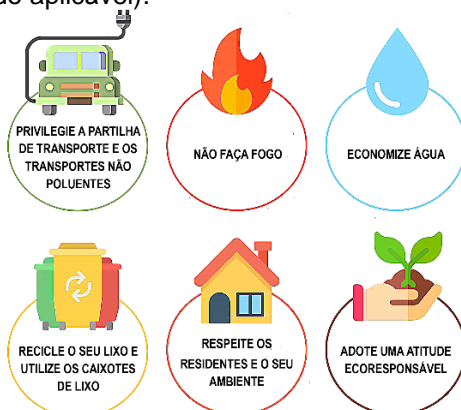 do aplicável).
PRIVILEGIE A PARTILHA
DE TRANSPORTE E OS
TRANSPORTES NÃO
POLUENTES
NÃO FAÇA FOGO
ECONOMIZE ÁGUA
RECICLE O SEU LIXO E
UTILIZE OS CAIXOTES
DE LIXO
RESPEITE OS
RESIDENTES E O SEU
AMBIENTE
ADOTE UMA ATITUDE
ECORESPONSÁVEL